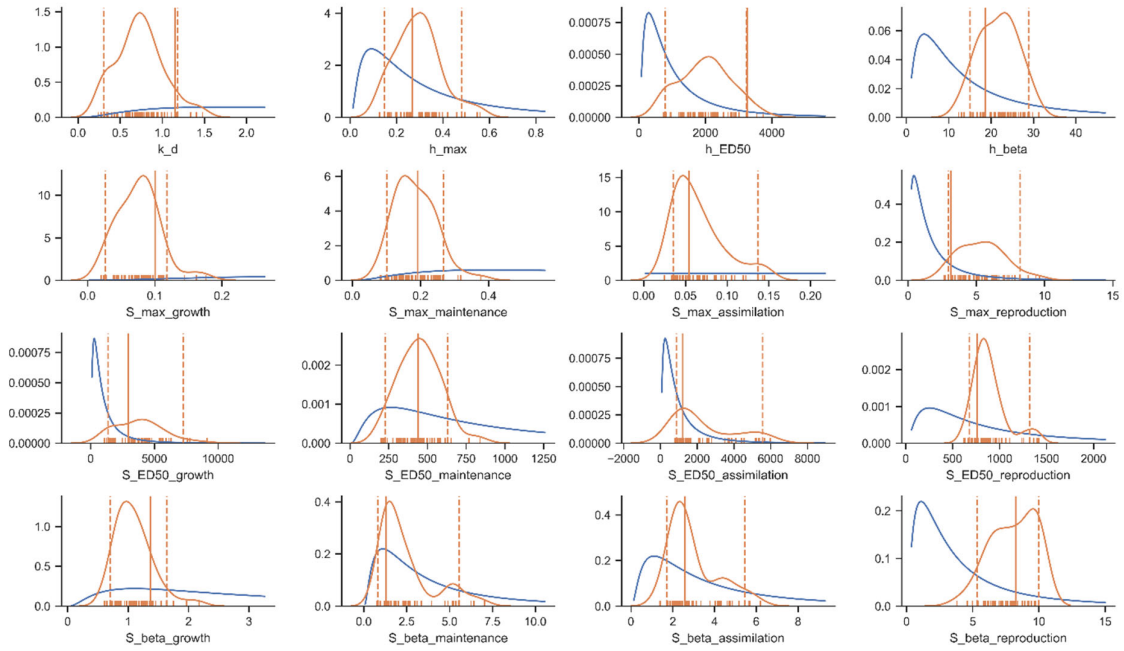 1.5
1.0
0.5
0.0
0.0 0.5 1.0 1.5 2.0
k_d
4
2
0
0.0 0.2 0.4 0.6 0.8
h_max
0.00075
0.00050
0.00025
0.00000
0 2000 4000
h_ED50
0.06
0.04
0.02
0.00
0 10 20 30 40
h_beta
10
5
0
0.0 0.1 0.2
S_max_growth
6
4
2
0
0.0 0.2 0.4
S_max_maintenance
15
10
5
0
0.00 0.05 0.10 0.15 0.20
S_max_assimilation
0.4
0.2
0.0
0 5 10 15
S_max_reproduction
0.00075
0.00050
0.00025
0.00000
0 5000 10000
S_ED50_growth
0.002
0.001
0.000
0 250 500 750 1000 1250
S_ED50_maintenance
0.00075
0.00050
0.00025
0.00000
−2000 0 2000 4000 6000 8000
S_ED50_assimilation
0.002
0.001
0.000
0 500 1000 1500 2000
S_ED50_reproduction
1.0
0.5
0.0
0 1 2 3
S_beta_growth
0.4
0.2
0.0
0.0 2.5 5.0 7.5 10.0
S_beta_maintenance
0.4
0.2
0.0
0 2 4 6 8
S_beta_assimilation
0.2
0.1
0.0
0 5 10 15
S_beta_reproduction